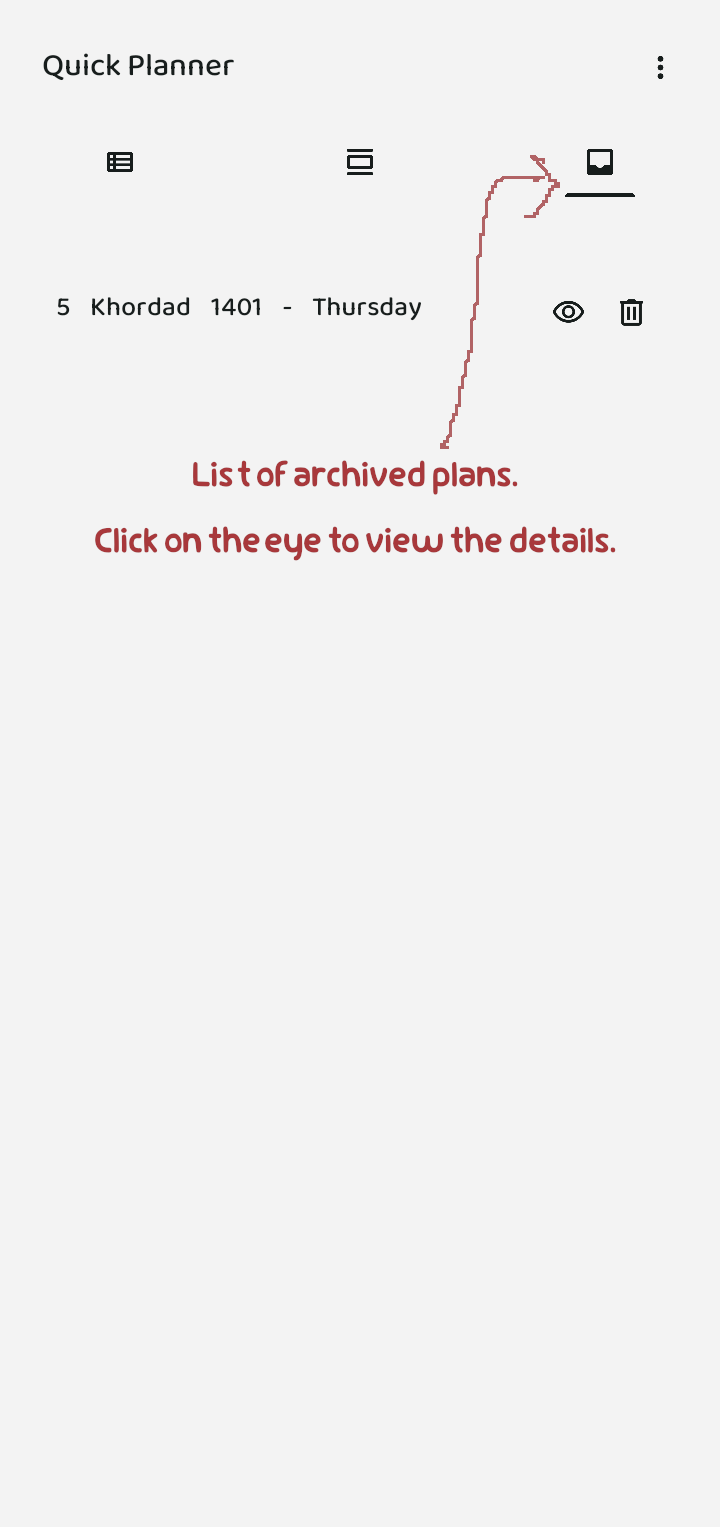 Quick Planner
5 Khordad 1401 - Thursday
List of archived plans.
Click on the eye to view the details.